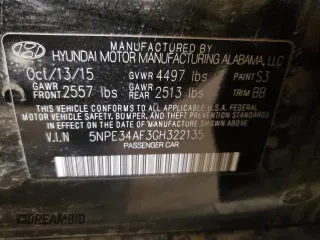 MANUFACTURED BY
HYUNDAI MOTOR MANUFACTURING ALABAMA, LLC
Oct/13/15 GVWR 4497 lbs PAINT S3
GAWR FRONT 2557 lbs GAWR REAR 2513 lbs TRIM BB
THIS VEHICLE CONFORMS TO ALL APPLICABLE U.S. FEDERAL MOTOR VEHICLE
SAFETY, BUMPER, AND THEFT PREVENTION STANDARDS IN EFFECT ON THE DATE OF MANUFACTURE SHOWN ABOVE.
V.I.N 5NPE34AF3GH322135
PASSENGER CAR
DREAMBID